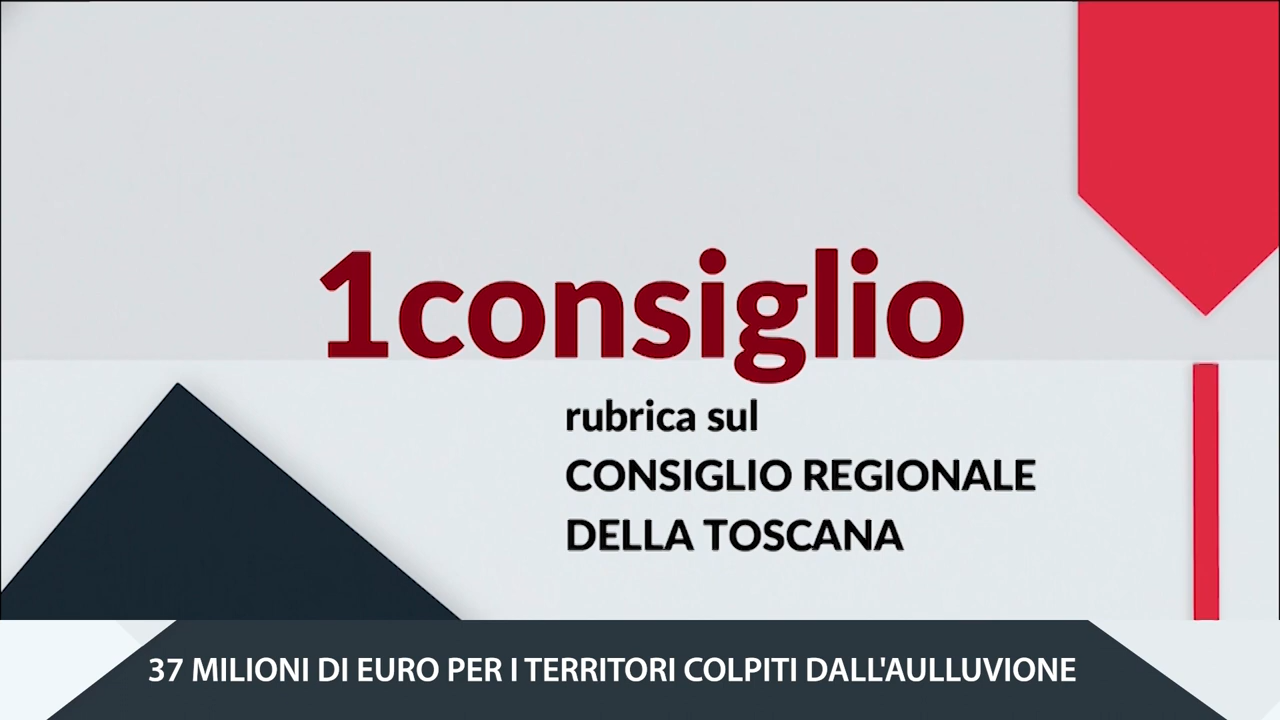 1consiglio
rubrica sul
CONSIGLIO REGIONALE
DELLA TOSCANA
37 MILIONI DI EURO PER I TERRITORI COLPITI DALL'AULLUVIONE